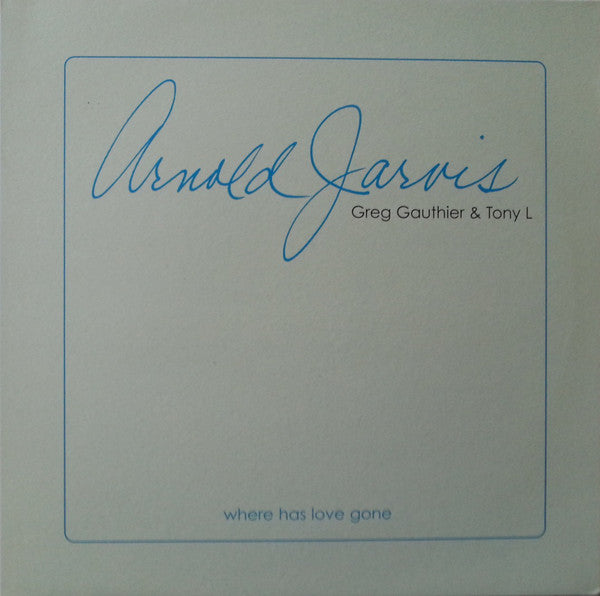 Arnold Jarvis
Greg Gauthier & Tony L
where has love gone